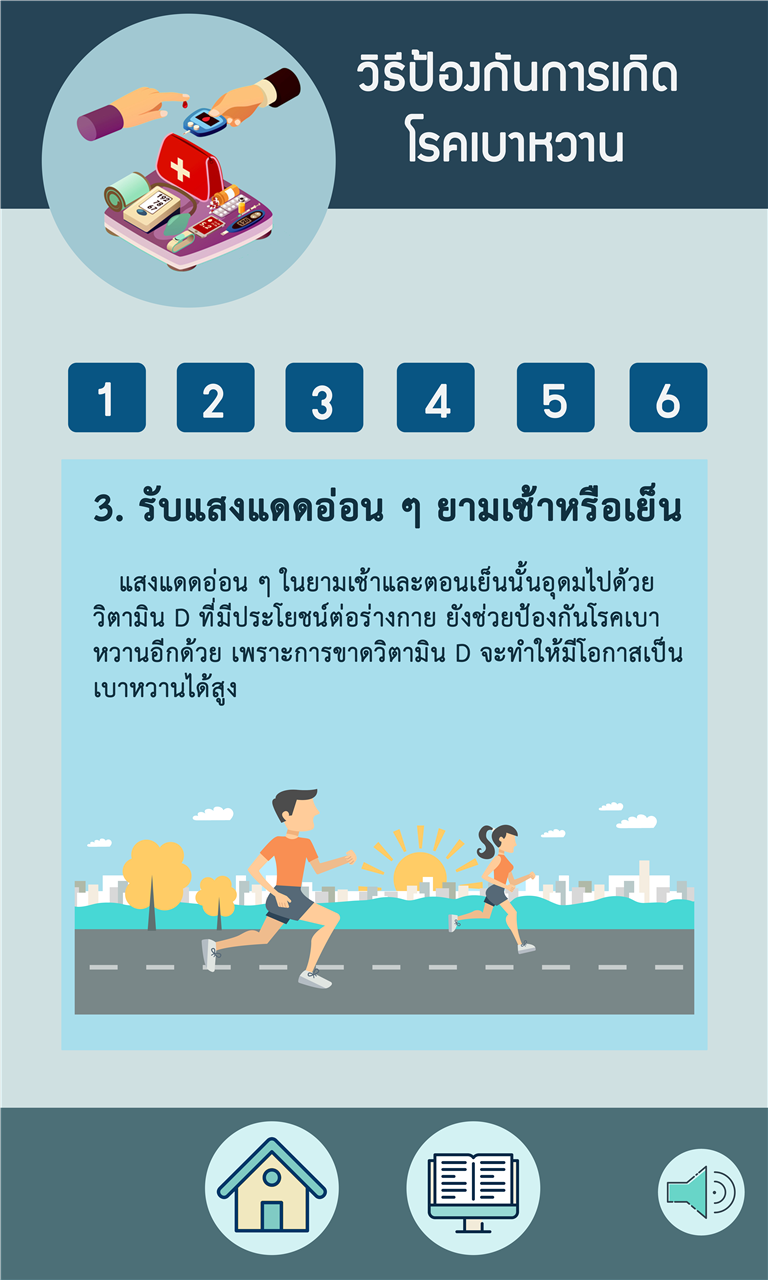 วิธีป้องกันการเกิด
โรคเบาหวาน
1 2 3 4 5 6
3. รับแสงแดดอ่อน ๆ ยามเช้าหรือเย็น
แสงแดดอ่อน ๆ ในยามเช้าและตอนเย็นนั้นอุดมไปด้วย
วิตามิน D ที่มีประโยชน์ต่อร่างกาย ยังช่วยป้องกันโรคเบา
หวานอีกด้วย เพราะการขาดวิตามิน D จะทำให้มีโอกาสเป็น
เบาหวานได้สูง